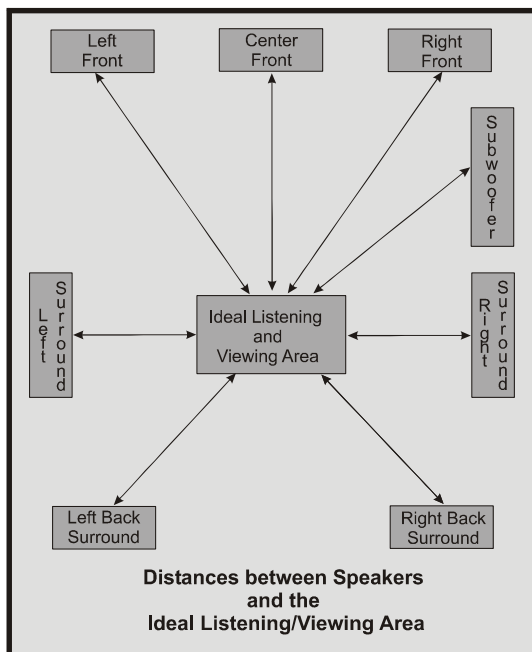 Left
Front
Center
Front
Right
Front
Subwoofer
Left
Surround
Ideal Listening
and
Viewing Area
Right
Surround
Left Back
Surround
Right Back
Surround
Distances between Speakers
and the
Ideal Listening/Viewing Area